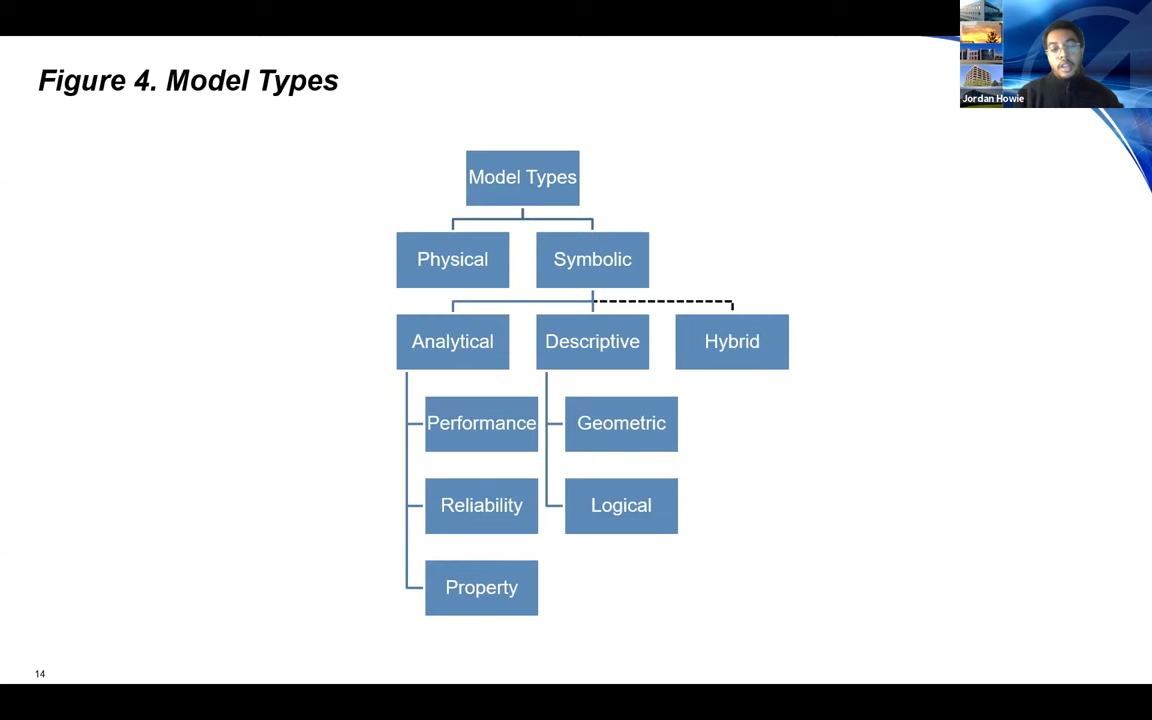 Jordan Howie
Figure 4. Model Types
Model Types
Physical
Symbolic
Analytical
Descriptive
Hybrid
Performance
Geometric
Reliability
Logical
Property
14